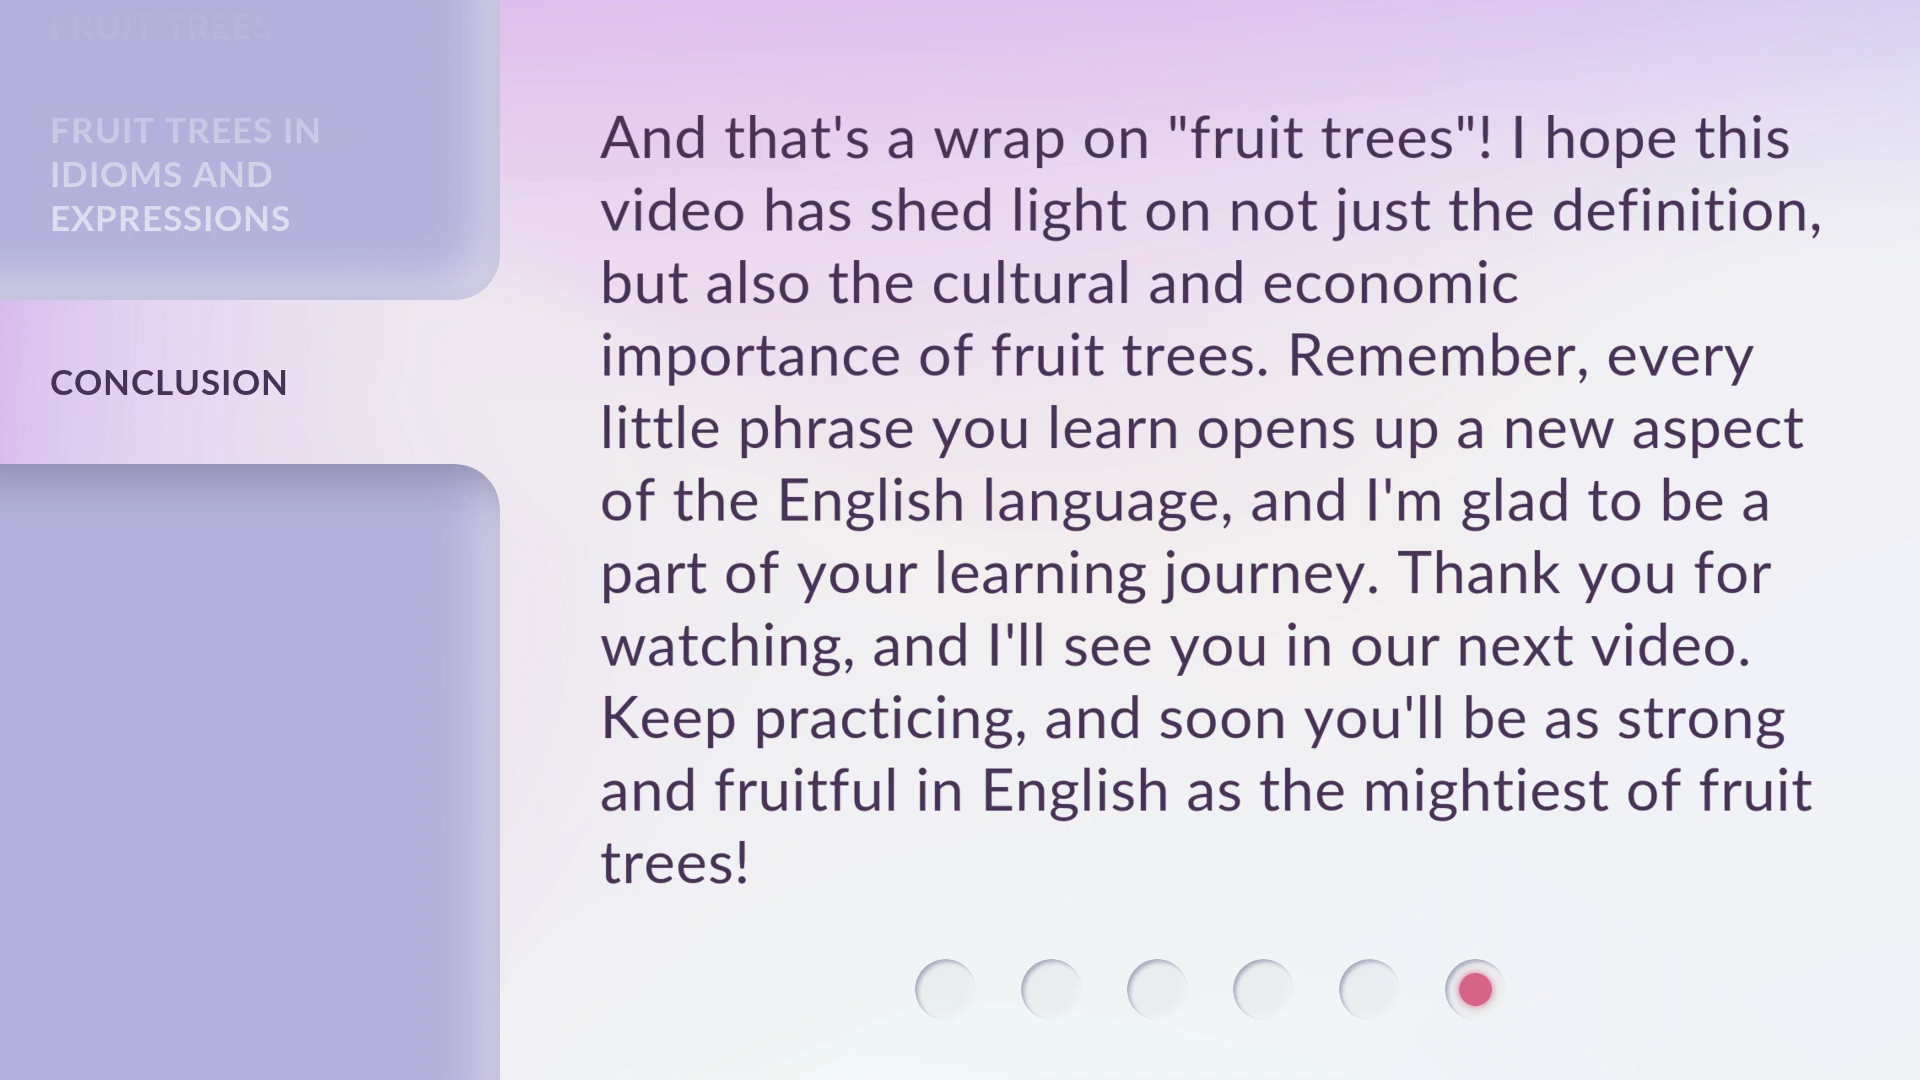 FRUIT TREES
FRUIT TREES IN
IDIOMS AND
EXPRESSIONS
CONCLUSION
And that's a wrap on "fruit trees"! I hope this
video has shed light on not just the definition,
but also the cultural and economic
importance of fruit trees. Remember, every
little phrase you learn opens up a new aspect
of the English language, and I'm glad to be a
part of your learning journey. Thank you for
watching, and I'll see you in our next video.
Keep practicing, and soon you'll be as strong
and fruitful in English as the mightiest of fruit
trees!